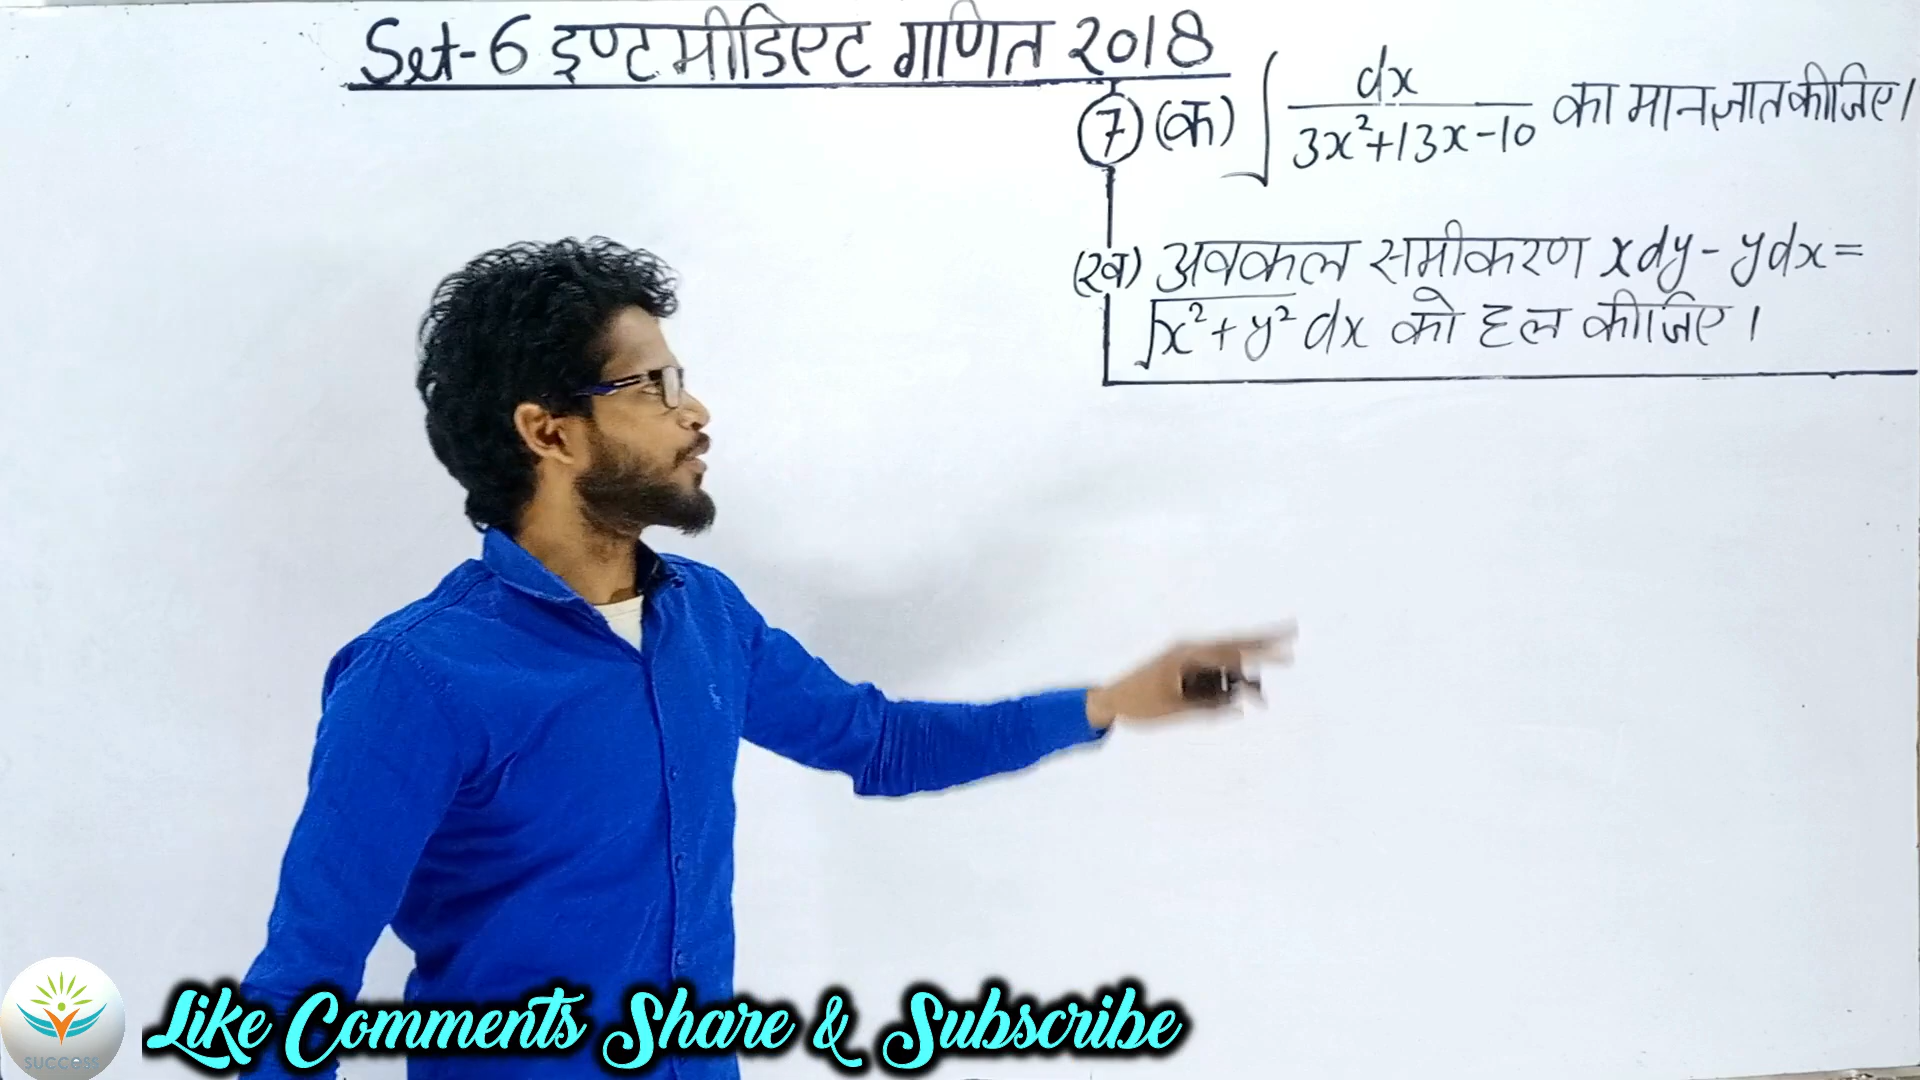 Set-6 इण्टमीडिएट गणित २०18
7 (क) ∫ dx / 3x²+13x-10 का मान ज्ञात कीजिए।
(ख) अवकल समीकरण xdy - ydx =
√x²+y² dx को हल कीजिए।
Like Comments Share & Subscribe
SUCCESS